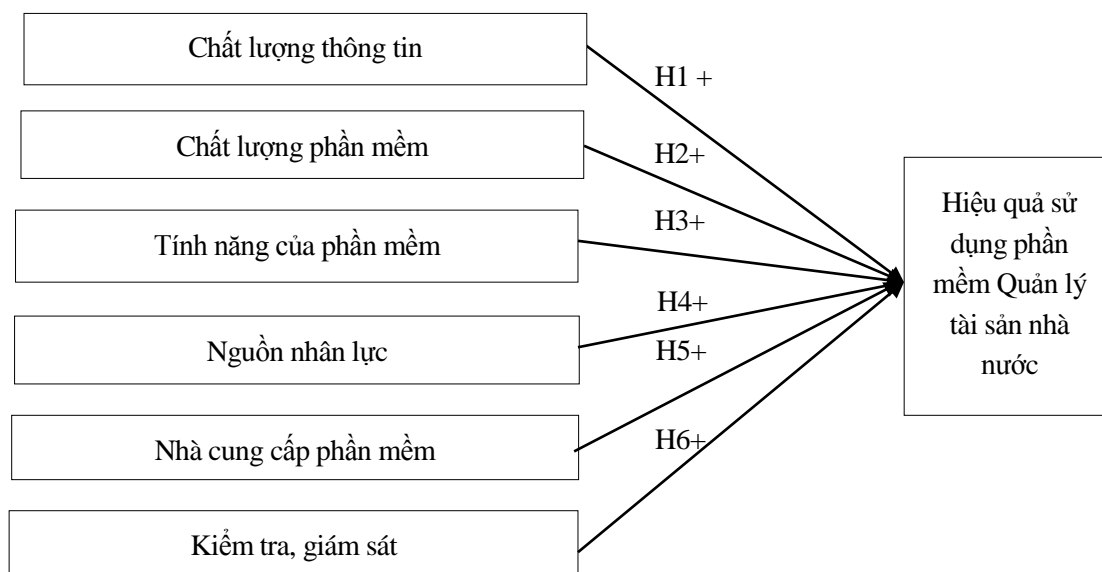 Chất lượng thông tin
H1 +
Chất lượng phần mềm
H2+
Tính năng của phần mềm
H3+
Nguồn nhân lực
H4+
Nhà cung cấp phần mềm
H5+
Kiểm tra, giám sát
H6+
Hiệu quả sử
dụng phần
mềm Quản lý
tài sản nhà
nước